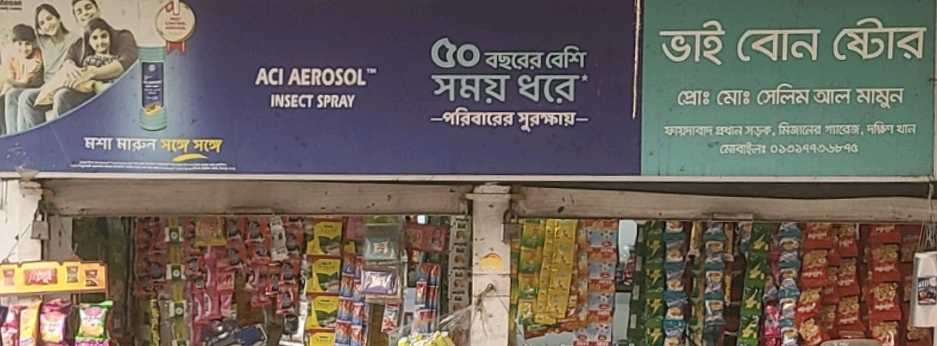 ACI AEROSOL™
INSECT SPRAY
মশা মারুন সঙ্গে সঙ্গে
৫০ বছরের বেশি
সময় ধরে*
—পরিবারের সুরক্ষায়—
ভাই বোন ষ্টোর
প্রোঃ মোঃ সেলিম আল মামুন
ফায়দাবাদ প্রধান সড়ক, মিজানের গ্যারেজ, দক্ষিণ খান
মোবাইলঃ ০১৩১৭৭৩৬৮৭৫